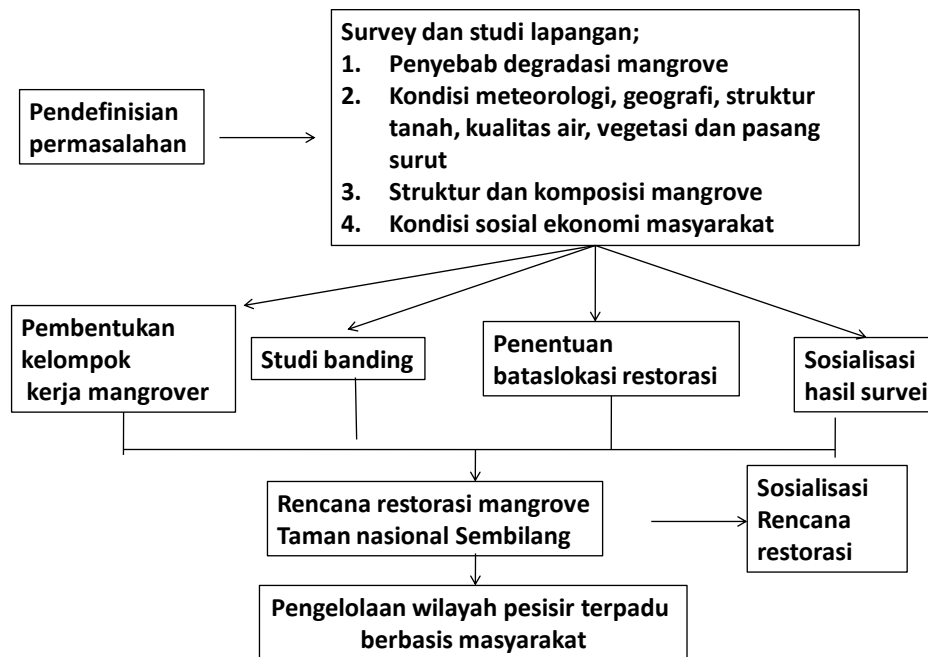 Survey dan studi lapangan;
1. Penyebab degradasi mangrove
2. Kondisi meteorologi, geografi, struktur
tanah, kualitas air, vegetasi dan pasang
surut
3. Struktur dan komposisi mangrove
4. Kondisi sosial ekonomi masyarakat
Pendefinisian
permasalahan
Pembentukan
kelompok
kerja mangrover
Studi banding
Penentuan
bataslokasi restorasi
Sosialisasi
hasil survei
Rencana restorasi mangrove
Taman nasional Sembilang
Sosialisasi
Rencana
restorasi
Pengelolaan wilayah pesisir terpadu
berbasis masyarakat